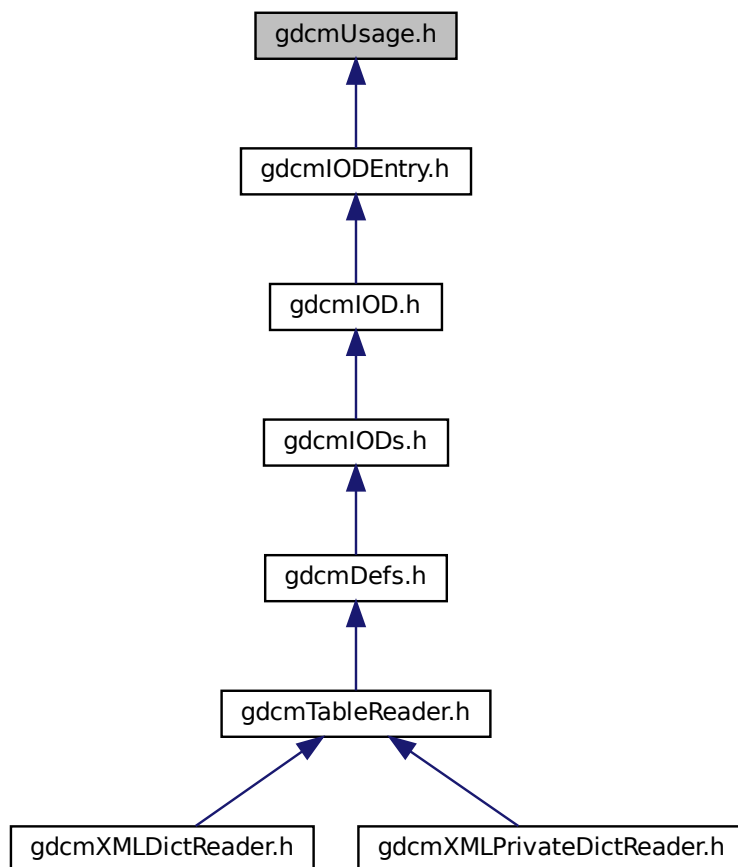 gdcmUsage.h
gdcmIODEntry.h
gdcmIOD.h
gdcmIODs.h
gdcmDefs.h
gdcmTableReader.h
gdcmXMLDictReader.h
gdcmXMLPrivateDictReader.h